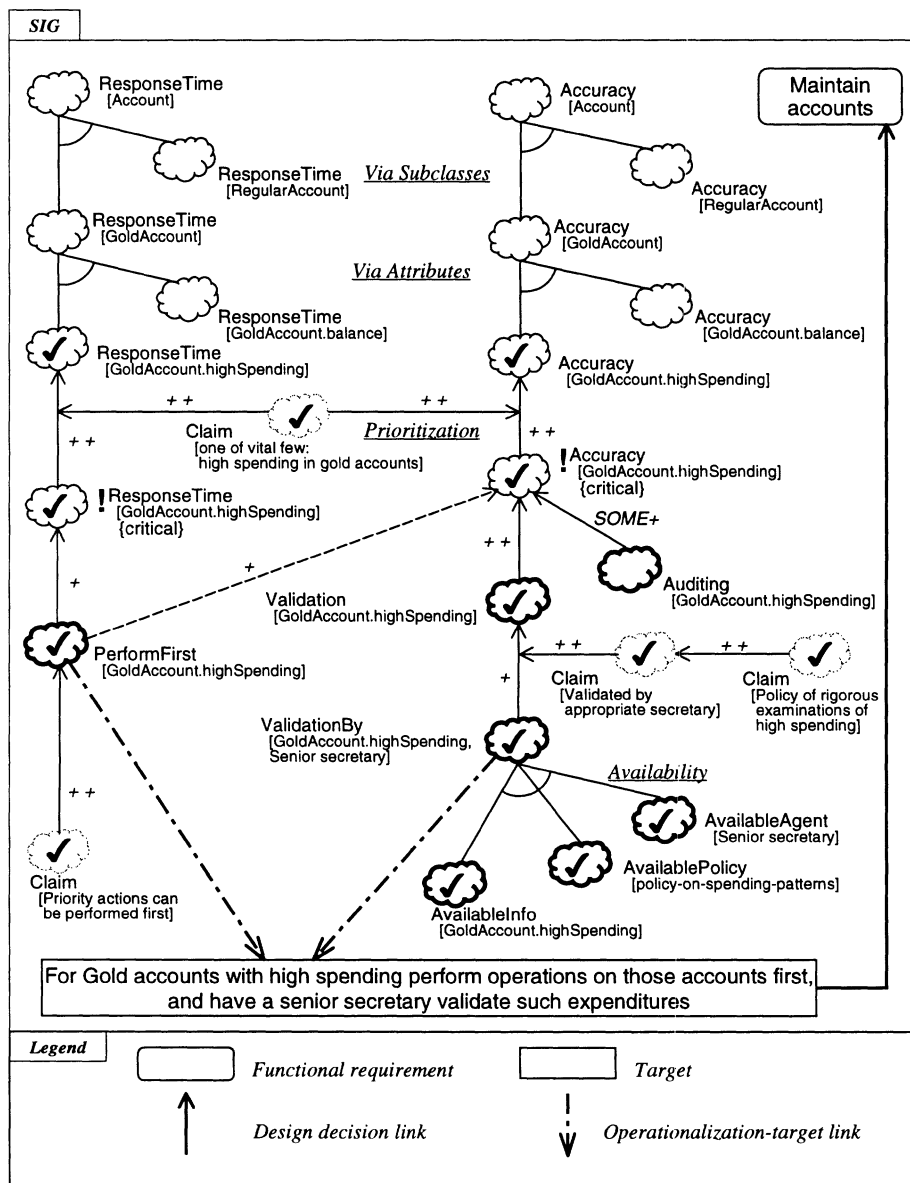 SIG
ResponseTime
[Account]
Accuracy
[Account]
Maintain
accounts
ResponseTime
[RegularAccount]
Via Subclasses
Accuracy
[RegularAccount]
ResponseTime
[GoldAccount]
Accuracy
[GoldAccount]
Via Attributes
ResponseTime
[GoldAccount.balance]
Accuracy
[GoldAccount.balance]
ResponseTime
[GoldAccount.highSpending]
Accuracy
[GoldAccount.highSpending]
++
++
Claim
[one of vital few:
high spending in gold accounts]
Prioritization
++
++
!ResponseTime
[GoldAccount.highSpending]
{critical}
!Accuracy
[GoldAccount.highSpending]
{critical}
SOME+
++
+
+
Validation
[GoldAccount.highSpending]
Auditing
[GoldAccount.highSpending]
PerformFirst
[GoldAccount.highSpending]
++
++
+
Claim
[Validated by
appropriate secretary]
Claim
[Policy of rigorous
examinations of
high spending]
ValidationBy
[GoldAccount.highSpending,
Senior secretary]
Availability
++
AvailableAgent
[Senior secretary]
AvailablePolicy
[policy-on-spending-patterns]
Claim
[Priority actions can
be performed first]
AvailableInfo
[GoldAccount.highSpending]
For Gold accounts with high spending perform operations on those accounts first,
and have a senior secretary validate such expenditures
Legend
Functional requirement
Target
Design decision link
Operationalization-target link